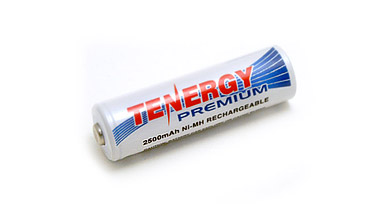 TENERGY
PREMIUM
2500mAh NI-MH RECHARGEABLE